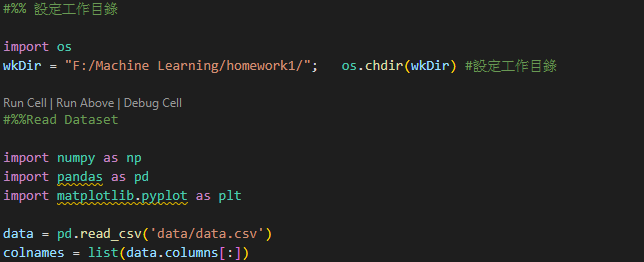 #%% 設定工作目錄
import os
wkDir = "F:/Machine Learning/homework1/";   os.chdir(wkDir) #設定工作目錄
Run Cell | Run Above | Debug Cell
#%%Read Dataset
import numpy as np
import pandas as pd
import matplotlib.pyplot as plt
data = pd.read_csv('data/data.csv')
colnames = list(data.columns[:])